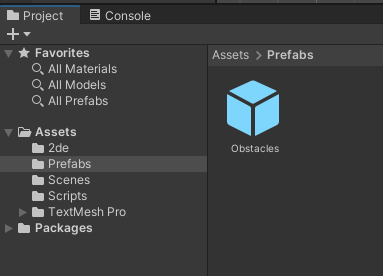 Project
Console
Favorites
All Materials
All Models
All Prefabs
Assets
2de
Prefabs
Scenes
Scripts
TextMesh Pro
Packages
Assets > Prefabs
Obstacles